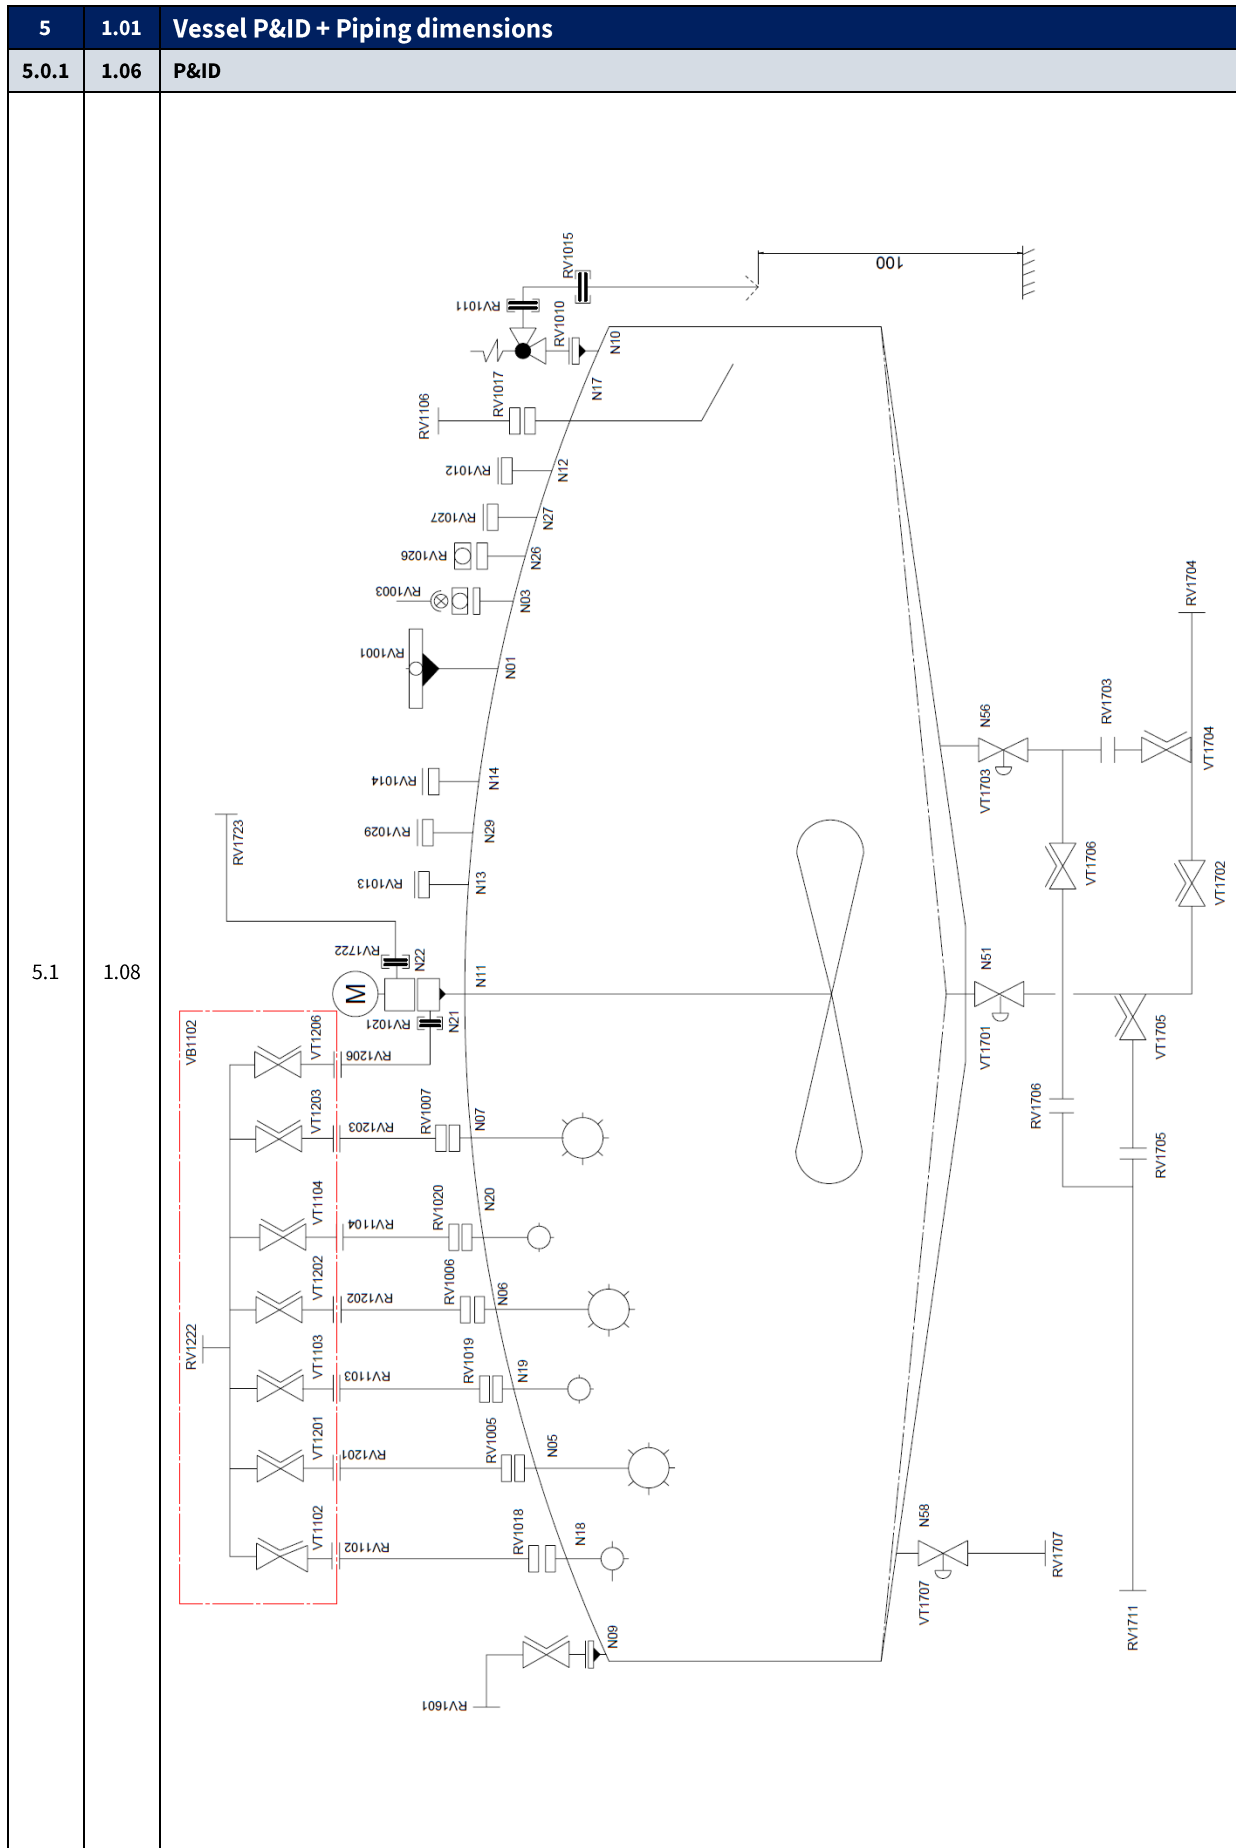 5 1.01 Vessel P&ID + Piping dimensions
5.0.1 1.06 P&ID
5.1 1.08
RV1015
100
RV1011
RV1010
N10
RV1017
N17
RV1106
RV1012
N12
RV1027
N27
RV1026
N26
RV1003
N03
RV1001
N01
RV1704
RV1703
N56
VT1703
VT1704
RV1014
N14
RV1029
N29
RV1723
RV1013
N13
VT1706
VT1702
RV1722
N22
M
N11
N51
RV1021
N21
VB1102
VT1206
RV1206
VT1701
VT1705
VT1203
RV1203
RV1007
N07
RV1706
RV1705
VT1104
RV1104
RV1020
N20
VT1202
RV1202
RV1006
N06
RV1222
VT1103
RV1103
RV1019
N19
VT1201
RV1201
RV1005
N05
VT1102
RV1102
RV1018
N18
N58
VT1707
RV1707
RV1711
N09
RV1601